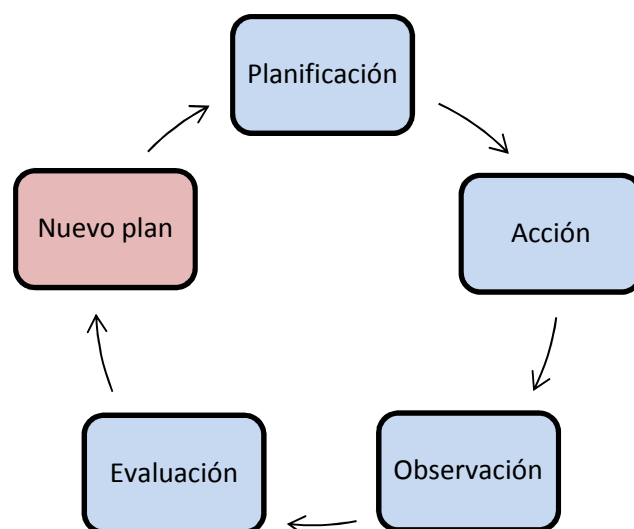 Planificación
Acción
Observación
Evaluación
Nuevo plan